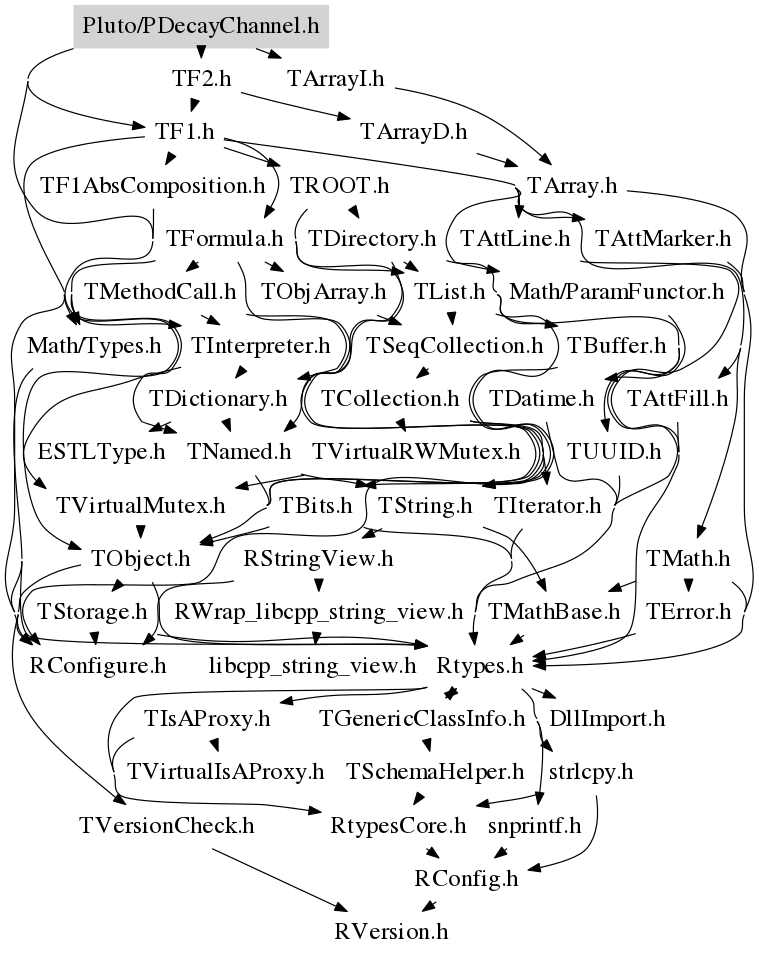 Pluto/PDecayChannel.h
TF2.h
TArrayI.h
TF1.h
TArrayD.h
TF1AbsComposition.h
TROOT.h
TArray.h
TFormula.h
TDirectory.h
TAttLine.h
TAttMarker.h
TMethodCall.h
TObjArray.h
TList.h
Math/ParamFunctor.h
Math/Types.h
TInterpreter.h
TSeqCollection.h
TBuffer.h
TDictionary.h
TCollection.h
TDatime.h
TAttFill.h
ESTLType.h
TNamed.h
TVirtualRWMutex.h
TUUID.h
TVirtualMutex.h
TBits.h
TString.h
TIterator.h
TObject.h
RStringView.h
TMath.h
TStorage.h
RWrap_libcpp_string_view.h
TMathBase.h
TError.h
RConfigure.h
libcpp_string_view.h
Rtypes.h
TIsAProxy.h
TGenericClassInfo.h
DllImport.h
TVirtualIsAProxy.h
TSchemaHelper.h
strlcpy.h
TVersionCheck.h
RtypesCore.h
snprintf.h
RConfig.h
RVersion.h